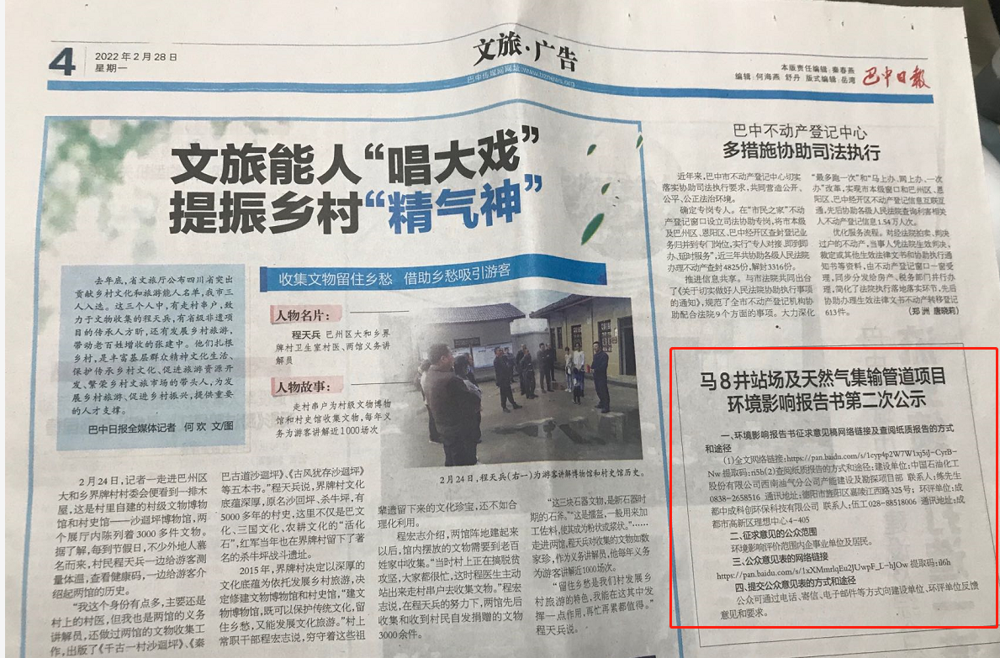 4
2022年2月28日
星期一
文旅·广告
巴中传媒网网址:www.bznews.org
本版责任编辑:秦春燕
编辑:何海燕 舒丹 版式编辑:岳湾
巴中日报
文旅能人“唱大戏”
提振乡村“精气神”
去年底,省文旅厅公布四川省突出
贡献乡村文化和旅游能人名单,我市三
人入选。这三个人中,有走村串户,致
力于文物收集的程天兵,有省级非遗项
目的传承人方昕,还有发展乡村旅游,
带动老百姓增收的张建中。他们扎根
乡村,是丰富基层群众精神文化生活、
保护传承乡村文化、促进旅游资源开
发、繁荣乡村文旅市场的带头人,为发
展乡村旅游、促进乡村振兴,提供重要
的人才支撑。
巴中日报全媒体记者 何欢 文/图
收集文物留住乡愁 借助乡愁吸引游客
人物名片:
程天兵 巴州区大和乡界
牌村卫生室村医、两馆义务讲
解员
人物故事:
走村串户为村级文物博物
馆和村史馆收集文物,每年义
务为游客讲解近1000场次
2月24日,程天兵(右一)为游客讲解博物馆和村史馆历史。
2月24日,记者一走进巴州区
大和乡界牌村村委会便看到一排木
屋,这是村里自建的村级文物博物
馆和村史馆——沙迴坪博物馆,两
个展厅内陈列着3000多件文物。
据了解,每到节假日,不少外地人慕
名而来,村民程天兵一边给游客测
量体温,查看健康码,一边给游客介
绍起两馆的历史。
“我这个身份有点多,主要还是
村上的村医,但我也是两馆的义务
讲解员,还做过两馆的文物收集工
作,出版了《千古一村沙迴坪》、《秦
巴古街沙迴坪》、《古风犹存沙迴坪》
等五本书。”程天兵说,界牌村文化
底蕴深厚,原名沙回坪、杀牛坪,有
5000多年的村史,这里不仅是巴文
化、三国文化,农耕文化的“活化
石”,红军当年也在界牌村留下了著
名的杀牛坪战斗遗址。
2015年,界牌村决定以深厚的
文化底蕴为依托发展乡村旅游,决
定修建文物博物馆和村史馆,“建文
物博物馆,既可以保护传统文化,留
住乡愁,又能发展文化旅游。”村上
常职干部程宏志说,穷守着这些祖
辈遗留下来的文化珍宝,还不如合
理化利用。
程宏志介绍,两馆阵地建起来
以后,馆内摆放的文物需要到老百
姓家中收集。“当时村上正在搞脱贫
攻坚,大家都很忙,这时程医生主动
站出来走村串户去收集文物。”程宏
志说,在程天兵的努力下,两馆先后
收集和收到村民自发捐赠的文物
3000余件。
“这三块石器文物,是新石器时
期的石斧。”“这是擂盆,一般用来加
工佐料,使其成为粉状或浆状。”……
走进两馆,程天兵对收集的文物如数
家珍,作为义务讲解员,他每年义务
为游客讲解近1000场次。
“留住乡愁是我们村发展乡
村旅游的特色,我能在这其中发
挥一点作用,再忙再累都值得。”
程天兵说。
巴中不动产登记中心
多措施协助司法执行
近年来,巴中市不动产登记中心切实
落实协助司法执行要求,共同营造公开、
公平、公正法治环境。
确定专岗专人。在“市民之家”不动
产登记窗口设立司法协助专岗,将市本级
及巴州区、恩阳区、巴中经开区查封登记业
务归并到专门岗位,实行“专人对接、即到即
办、延时服务”,近三年共协助各级人民法院
办理不动产查封4825份,解封3316份。
推进信息共享。与市法院共同出台
了《关于切实做好人民法院协助执行事项
的通知》,规范了全市不动产登记机构协
助配合法院9个方面的事项。大力深化
“最多跑一次”和“马上办、网上办、一次
办”改革,实现市本级窗口和巴州区、恩
阳区、巴中经开区不动产登记信息互联互
通,先后协助各级人民法院查询利害相关
人不动产登记信息1.54万人次。
优化服务流程。对经法院拍卖、判决
过户的不动产,当事人凭法院生效判决、
裁定或其他生效法律文书和协助执行通
知书等资料,由不动产登记窗口一窗受
理,同步分发给房产、税务部门并行办
理,简化了法院执行落地落实环节,先后
协助办理生效法律文书不动产转移登记
613件。 (郑洲 唐晓莉)
马8井站场及天然气集输管道项目
环境影响报告书第二次公示
一、环境影响报告书征求意见稿网络链接及查阅纸质报告的方式
和途径
(1)全文网络链接:https://pan.baidu.com/s/1cyp4p2W7W1xj5iJ-CyrB-
Nw 提取码:ri5b(2)查阅纸质报告的方式和途径:建设单位:中国石油化工
股份有限公司西南油气分公司产能建设及勘探项目部 联系人:练先生
0838-2658516 通讯地址:德阳市旌阳区嘉陵江西路325号; 环评单位:成
都中成科创环保科技有限公司 联系人:伍工028-88518006 通讯地址:成
都市高新区理想中心4-405
二、征求意见的公众范围
环境影响评价范围内企事业单位及居民。
三、公众意见表的网络链接
https://pan.baidu.com/s/1xXMmrlqEu2JUwpF_L-hJOw 提取码:ii6h
四、提交公众意见表的方式和途径
公众可通过电话、寄信、电子邮件等方式向建设单位、环评单位反馈
意见和要求。